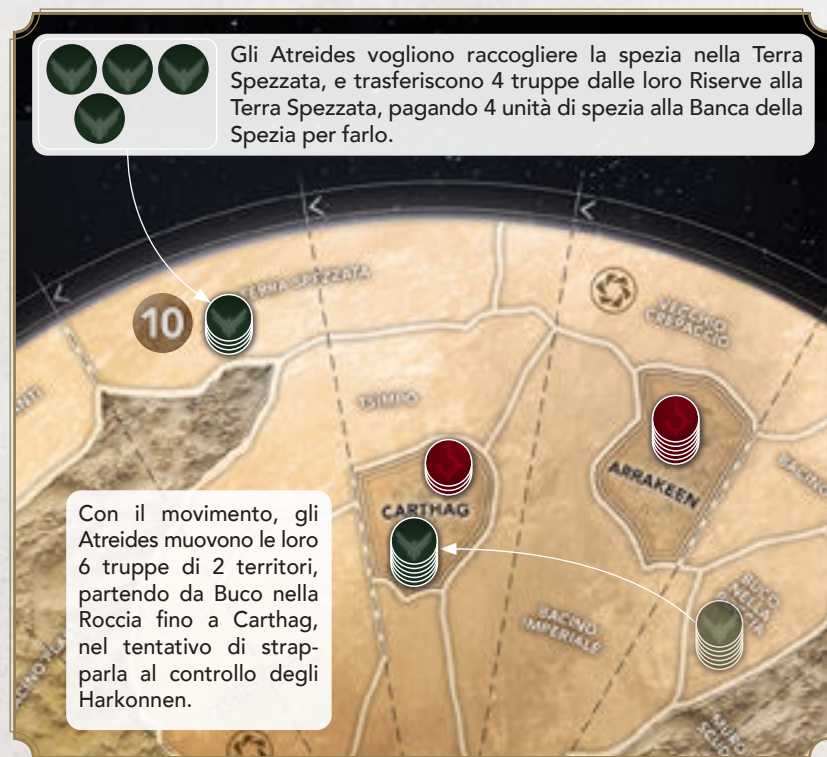 Gli Atreides vogliono raccogliere la spezia nella Terra
Spezzata, e trasferiscono 4 truppe dalle loro Riserve alla
Terra Spezzata, pagando 4 unità di spezia alla Banca della
Spezia per farlo.
TERRA SPEZZATA
10
VECCHIO
CREPACCIO
TSIMPO
CARTHAG
ARRAKEEN
BACINO
BUCO
NELLA
BACINO
IMPERIALE
MURO
Con il movimento, gli
Atreides muovono le loro
6 truppe di 2 territori,
partendo da Buco nella
Roccia fino a Carthag,
nel tentativo di strap-
parla al controllo degli
Harkonnen.